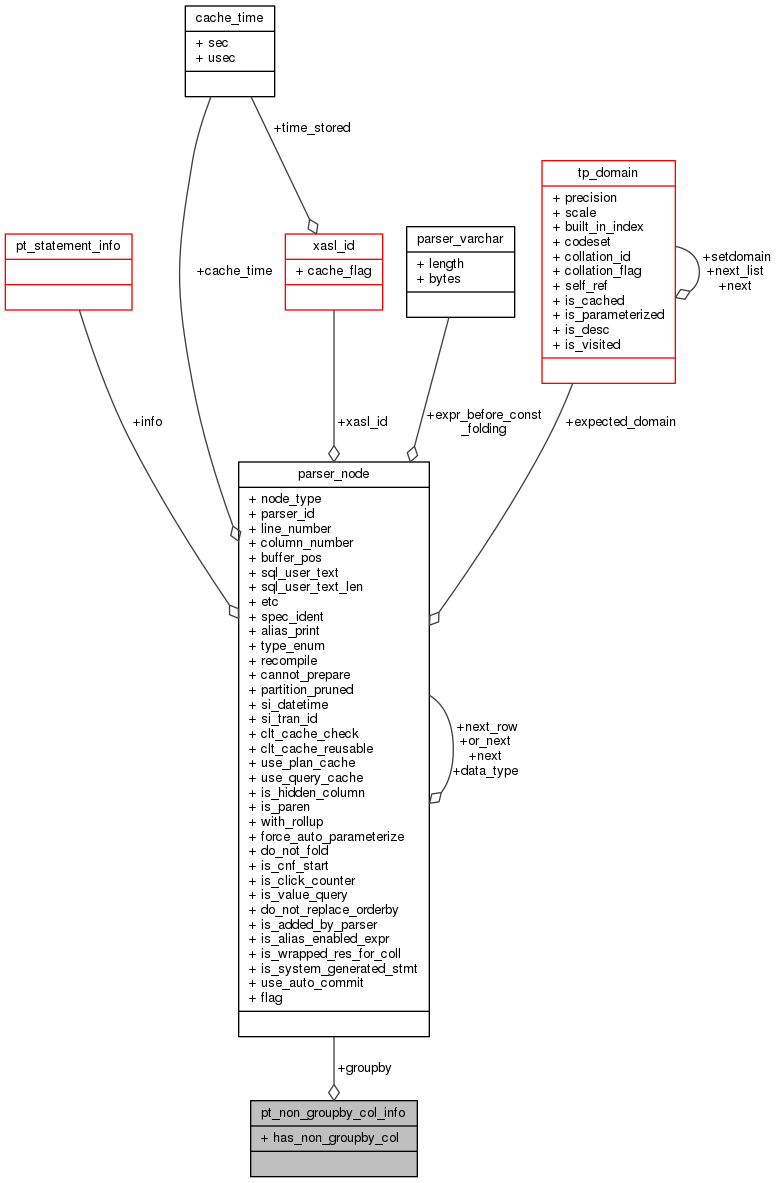 cache_time
+ sec
+ usec
+time_stored
tp_domain
+ precision
+ scale
+ built_in_index
+ codeset
+ collation_id
+ collation_flag
+ self_ref
+ is_cached
+ is_parameterized
+ is_desc
+ is_visited
+setdomain
+next_list
+next
pt_statement_info
xasl_id
+ cache_flag
parser_varchar
+ length
+ bytes
+cache_time
+info
+xasl_id
+expr_before_const
_folding
+expected_domain
parser_node
+ node_type
+ parser_id
+ line_number
+ column_number
+ buffer_pos
+ sql_user_text
+ sql_user_text_len
+ etc
+ spec_ident
+ alias_print
+ type_enum
+ recompile
+ cannot_prepare
+ partition_pruned
+ si_datetime
+ si_tran_id
+ clt_cache_check
+ clt_cache_reusable
+ use_plan_cache
+ use_query_cache
+ is_hidden_column
+ is_paren
+ with_rollup
+ force_auto_parameterize
+ do_not_fold
+ is_cnf_start
+ is_click_counter
+ is_value_query
+ do_not_replace_orderby
+ is_added_by_parser
+ is_alias_enabled_expr
+ is_wrapped_res_for_coll
+ is_system_generated_stmt
+ use_auto_commit
+ flag
+next_row
+or_next
+next
+data_type
+groupby
pt_non_groupby_col_info
+ has_non_groupby_col